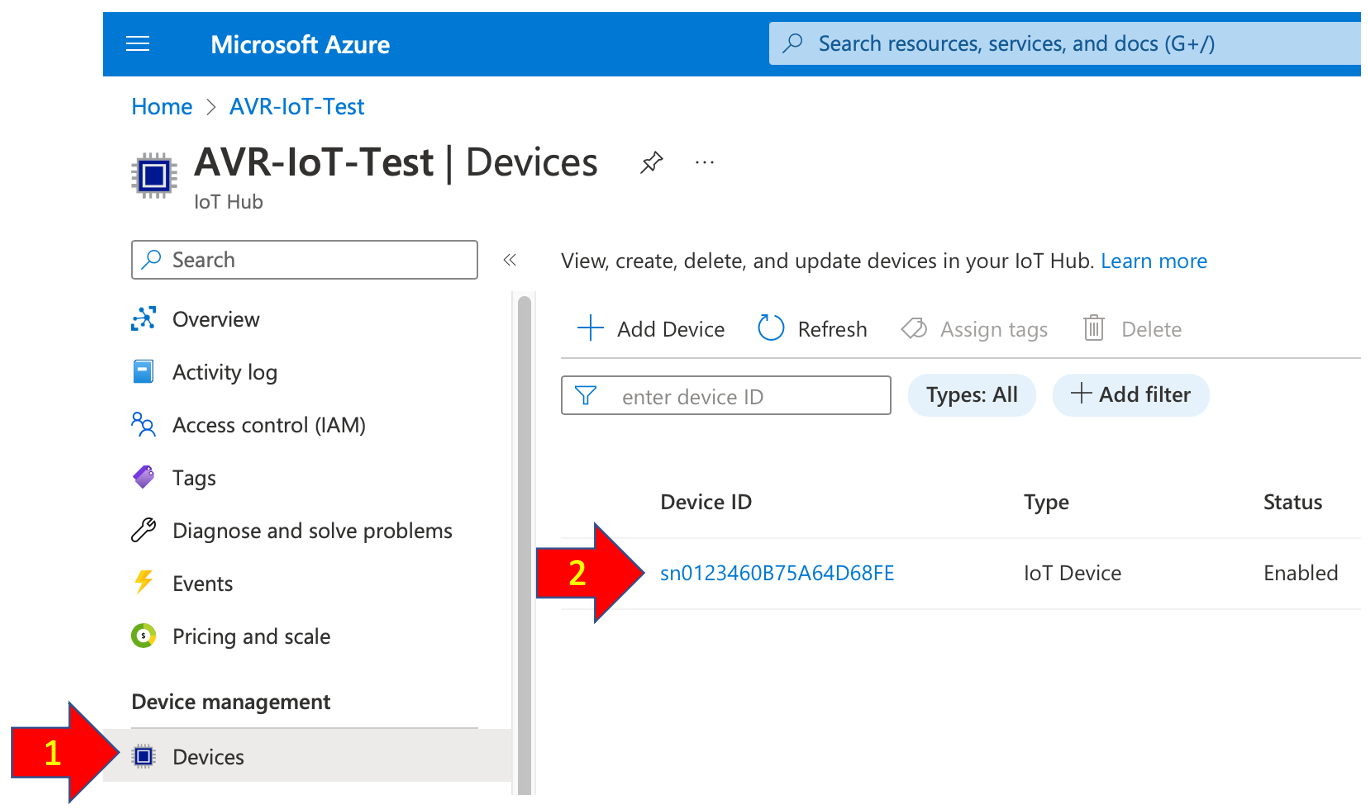 Microsoft Azure
Search resources, services, and docs (G+/)
Home > AVR-IoT-Test
AVR-IoT-Test | Devices
...
IoT Hub
Search
«
View, create, delete, and update devices in your IoT Hub. Learn more
Overview
Activity log
Access control (IAM)
Tags
Diagnose and solve problems
Events
Pricing and scale
Device management
1
Devices
+ Add Device
Refresh
Assign tags
Delete
enter device ID
Types: All
+ Add filter
Device ID Type Status
2
sn0123460B75A64D68FE IoT Device Enabled